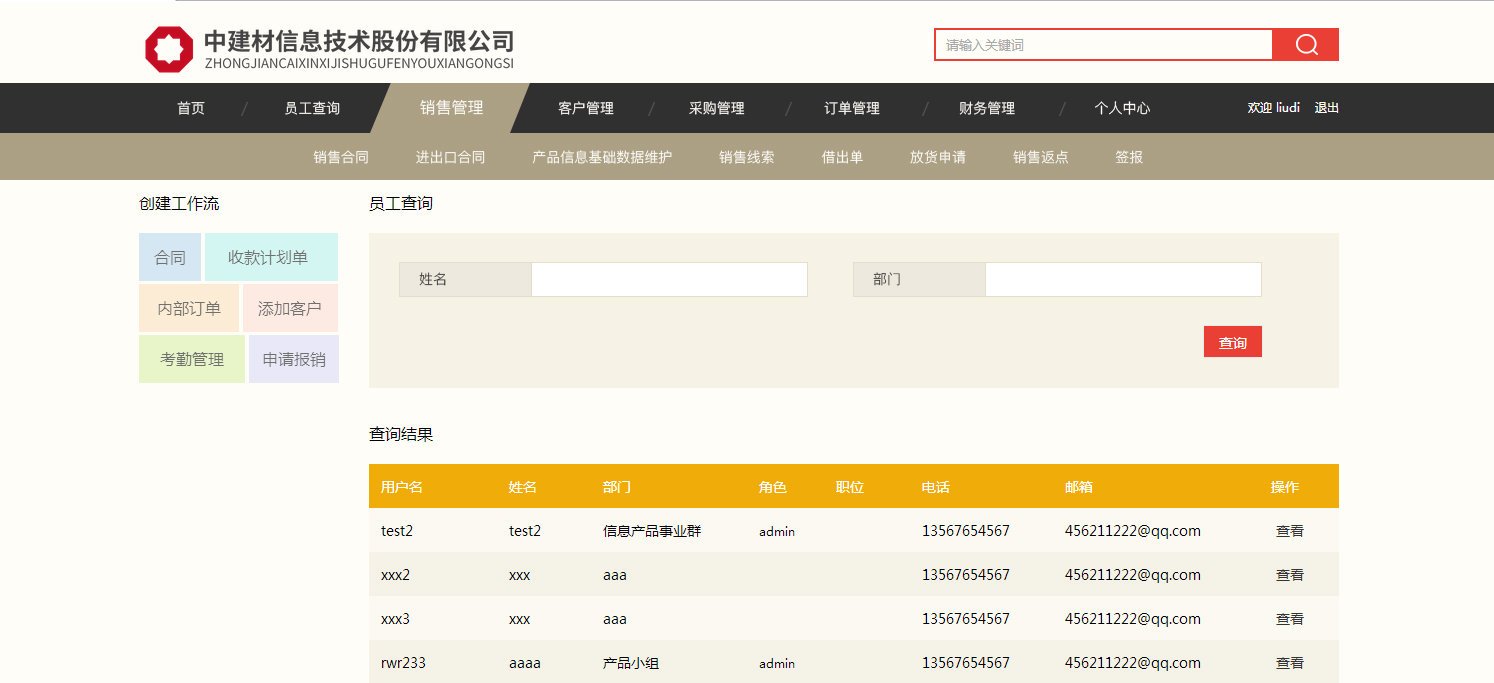 中建材信息技术股份有限公司
ZHONGJIANCAIXINXIJISHUGUFENYOUXIANGONGSI
请输入关键词
首页 / 员工查询 销售管理 客户管理 / 采购管理 / 订单管理 / 财务管理 / 个人中心 欢迎 liudi 退出
销售合同 进出口合同 产品信息基础数据维护 销售线索 借出单 放货申请 销售返点 签报
创建工作流
合同 收款计划单
内部订单 添加客户
考勤管理 申请报销
员工查询
姓名 部门
查询
查询结果
用户名 姓名 部门 角色 职位 电话 邮箱 操作
test2 test2 信息产品事业群 admin 13567654567 456211222@qq.com 查看
xxx2 xxx aaa 13567654567 456211222@qq.com 查看
xxx3 xxx aaa 13567654567 456211222@qq.com 查看
rwr233 aaaa 产品小组 admin 13567654567 456211222@qq.com 查看